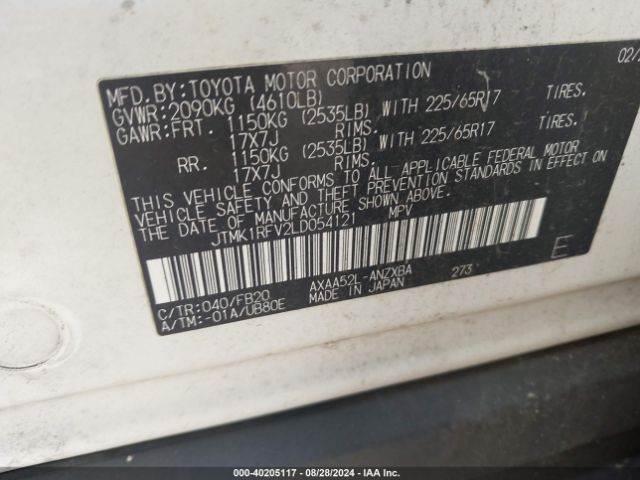 MFD. BY: TOYOTA MOTOR CORPORATION 02/
GVWR: 2090KG (4610LB)
GAWR: FRT. 1150KG (2535LB) WITH 225/65R17 TIRES.
17X7J RIMS.
RR. 1150KG (2535LB) WITH 225/65R17 TIRES.
17X7J RIMS.
THIS VEHICLE CONFORMS TO ALL APPLICABLE FEDERAL MOTOR
VEHICLE SAFETY AND THEFT PREVENTION STANDARDS IN EFFECT ON
THE DATE OF MANUFACTURE SHOWN ABOVE.
JTMK1RFV2LD054121 MPV
E
C/TR: 040/FB20 AXAA52L-ANZXBA 273
A/TM: -01A/UB80E MADE IN JAPAN
000-40205117 - 08/28/2024 - IAA Inc.